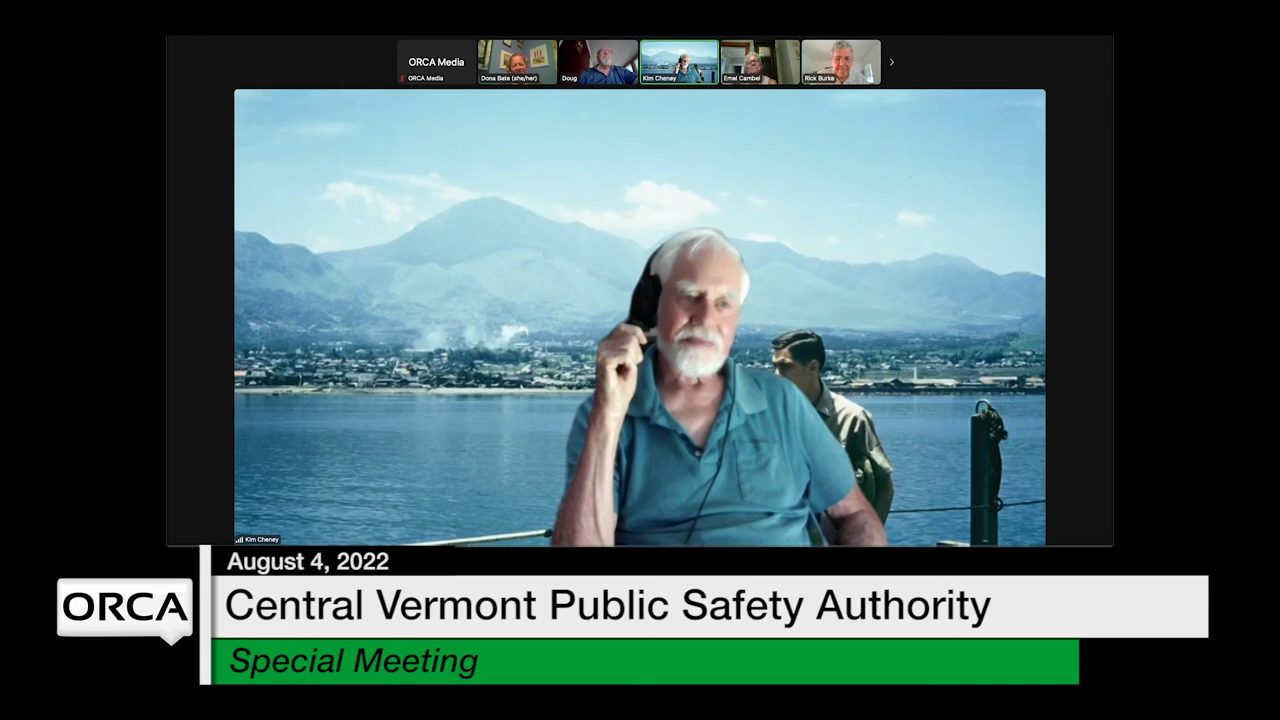 ORCA Media
ORCA Media
Dona Bate (she/her)
Doug
Kim Cheney
Emel Cambel
Rick Burke
Kim Cheney
August 4, 2022
ORCA
Central Vermont Public Safety Authority
Special Meeting